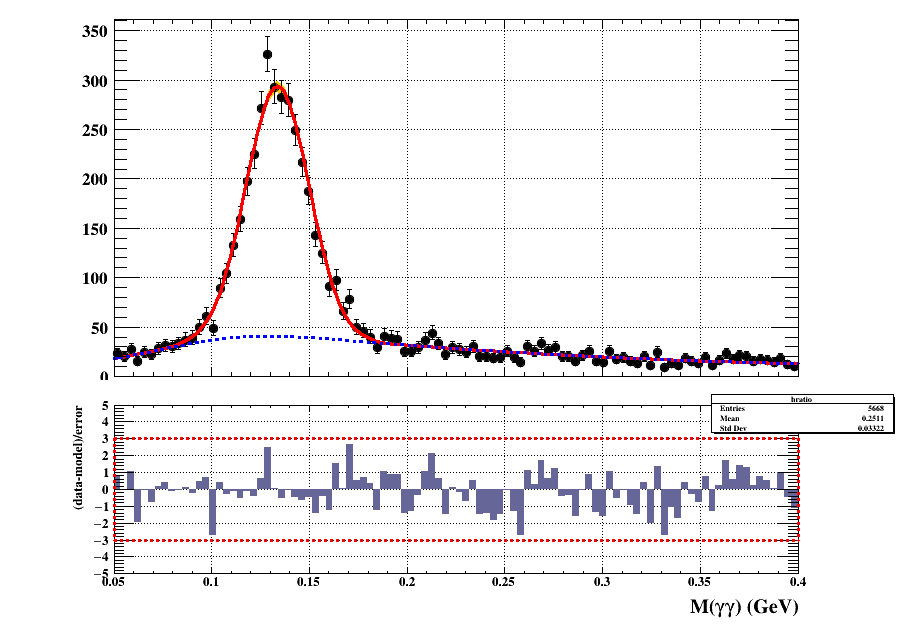 350
300
250
200
150
100
50
0
hratio
Entries 5668
Mean 0.2511
Std Dev 0.03322
(data-model)/error
5
4
3
2
1
0
−1
−2
−3
−4
−5
0.05 0.1 0.15 0.2 0.25 0.3 0.35 0.4
M(γγ) (GeV)